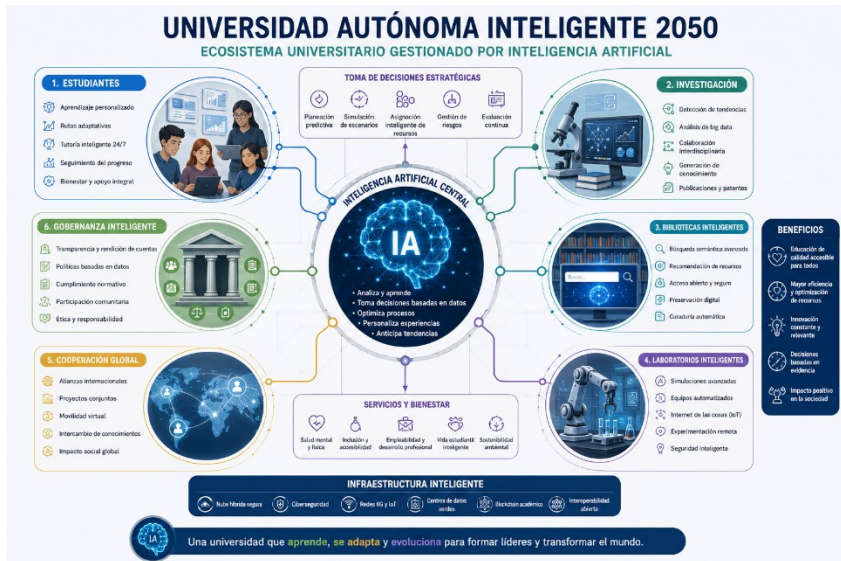 UNIVERSIDAD AUTÓNOMA INTELIGENTE 2050
ECOSISTEMA UNIVERSITARIO GESTIONADO POR INTELIGENCIA ARTIFICIAL
1. ESTUDIANTES
Aprendizaje personalizado
Rutas adaptativas
Tutoría inteligente 24/7
Seguimiento del progreso
Bienestar y apoyo integral
TOMA DE DECISIONES ESTRATÉGICAS
Planeación
predictiva
Simulación
de escenarios
Asignación
inteligente de
recursos
Gestión de
riesgos
Evaluación
continua
2. INVESTIGACIÓN
Detección de tendencias
Análisis de big data
Colaboración
interdisciplinaria
Generación de
conocimiento
Publicaciones y patentes
INTELIGENCIA ARTIFICIAL CENTRAL
IA
• Analiza y aprende
• Toma decisiones basadas en datos
• Optimiza procesos
• Personaliza experiencias
• Anticipa tendencias
6. GOBERNANZA INTELIGENTE
Transparencia y rendición de cuentas
Políticas basadas en datos
Cumplimiento normativo
Participación comunitaria
Ética y responsabilidad
3. BIBLIOTECAS INTELIGENTES
Búsqueda semántica avanzada
Recomendación de recursos
Acceso abierto y seguro
Preservación digital
Curaduría automática
BENEFICIOS
Educación de
calidad accesible
para todos
Mayor eficiencia
y optimización
de recursos
Innovación
constante y
relevante
Decisiones
basadas en
evidencia
Impacto positivo
en la sociedad
5. COOPERACIÓN GLOBAL
Alianzas internacionales
Proyectos conjuntos
Movilidad virtual
Intercambio de conocimientos
Impacto social global
SERVICIOS Y BIENESTAR
Salud mental
y física
Inclusión y
accesibilidad
Empleabilidad y
desarrollo profesional
Vida estudiantil
inteligente
Sostenibilidad
ambiental
4. LABORATORIOS INTELIGENTES
Simulaciones avanzadas
Equipos automatizados
Internet de las cosas (IoT)
Experimentación remota
Seguridad inteligente
INFRAESTRUCTURA INTELIGENTE
Nube híbrida segura
Ciberseguridad
Redes 6G y IoT
Centros de datos
verdes
Blockchain académico
Interoperabilidad
abierta
IA
Una universidad que aprende, se adapta y evoluciona para formar líderes y transformar el mundo.